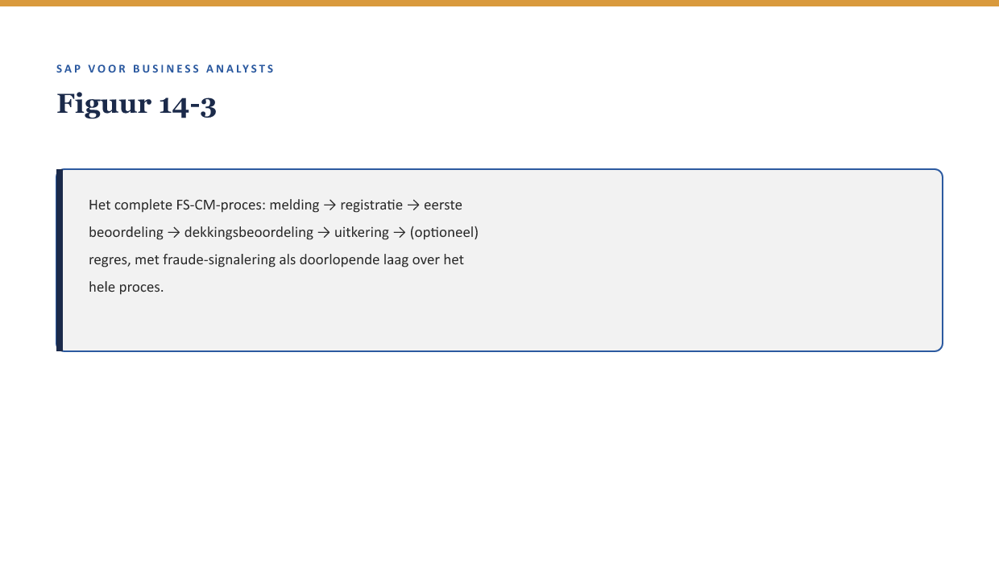 SAP VOOR BUSINESS ANALYSTS
Figuur 14-3
Het complete FS-CM-proces: melding → registratie → eerste
beoordeling → dekkingsbeoordeling → uitkering → (optioneel)
regres, met fraude-signalering als doorlopende laag over het
hele proces.